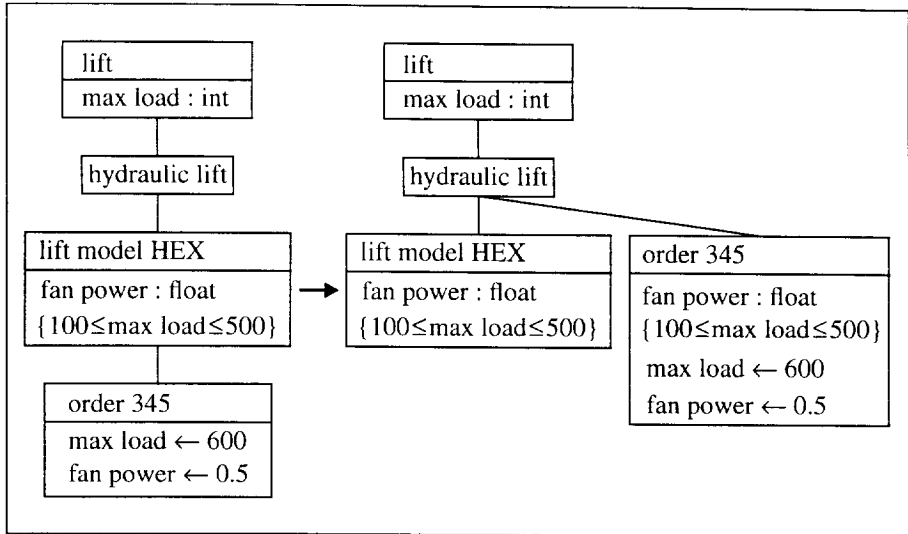 lift
max load : int
hydraulic lift
lift model HEX
fan power : float
{100≤max load≤500}
order 345
max load ← 600
fan power ← 0.5
lift
max load : int
hydraulic lift
lift model HEX
fan power : float
{100≤max load≤500}
order 345
fan power : float
{100≤max load≤500}
max load ← 600
fan power ← 0.5